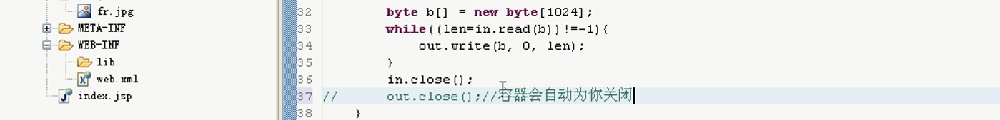 fr.jpg
META-INF
WEB-INF
lib
web.xml
index.jsp
32 byte b[] = new byte[1024];
33 while((len=in.read(b))!=-1){
34 out.write(b, 0, len);
35 }
36 in.close();
37 // out.close();//容器会自动为你关闭
38 }